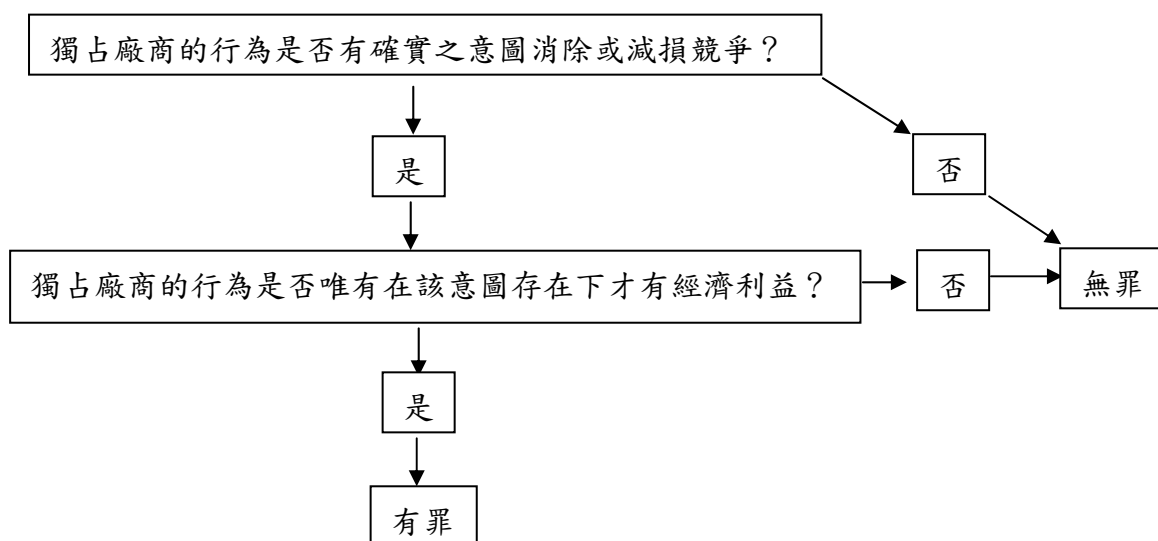 獨占廠商的行為是否有確實之意圖消除或減損競爭？
是
否
獨占廠商的行為是否唯有在該意圖存在下才有經濟利益？
否
無罪
是
有罪